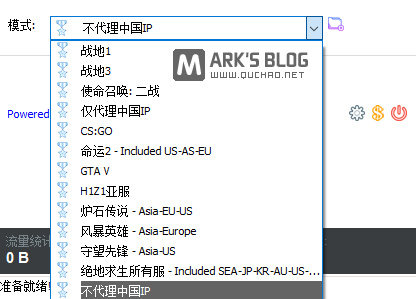 模式:
不代理中国IP
战地1
战地3
使命召唤: 二战
仅代理中国IP
CS:GO
命运2 - Included US-AS-EU
GTA V
H1Z1亚服
炉石传说 - Asia-EU-US
风暴英雄 - Asia-Europe
守望先锋 - Asia-US
绝地求生所有服 - Included SEA-JP-KR-AU-US-...
不代理中国IP
M ARK'S BLOG
WWW.QUCHAO.NET
Powered
$
流量统计
0 B
准备就绪!